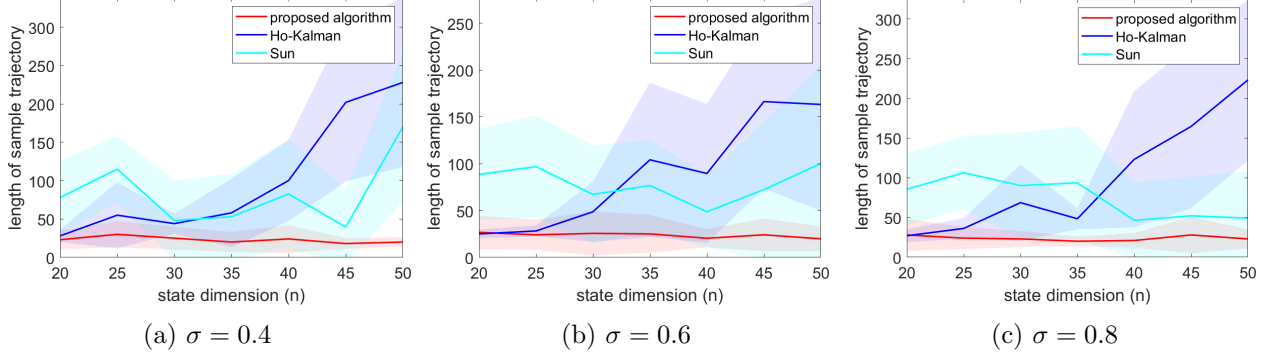 proposed algorithm
Ho-Kalman
Sun
length of sample trajectory
300
250
200
150
100
50
0
20 25 30 35 40 45 50
state dimension (n)
(a) σ = 0.4
proposed algorithm
Ho-Kalman
Sun
length of sample trajectory
250
200
150
100
50
0
20 25 30 35 40 45 50
state dimension (n)
(b) σ = 0.6
proposed algorithm
Ho-Kalman
Sun
length of sample trajectory
300
250
200
150
100
50
0
20 25 30 35 40 45 50
state dimension (n)
(c) σ = 0.8